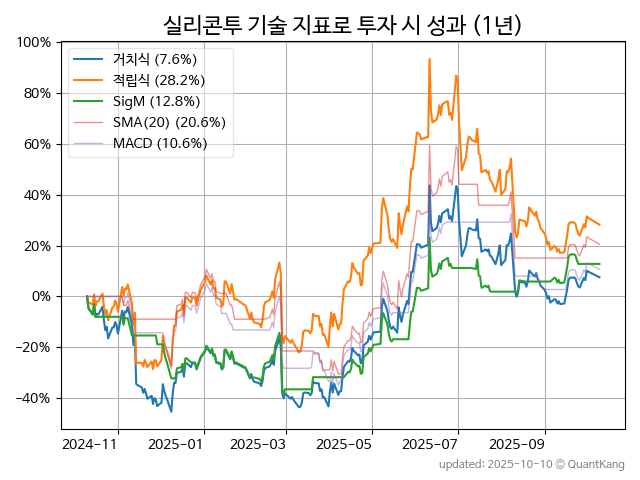 실리콘투 기술 지표로 투자 시 성과 (1년)
100%
80%
60%
40%
20%
0%
−20%
−40%
거치식 (7.6%)
적립식 (28.2%)
SigM (12.8%)
SMA(20) (20.6%)
MACD (10.6%)
2024-11
2025-01
2025-03
2025-05
2025-07
2025-09
updated: 2025-10-10 © QuantKang